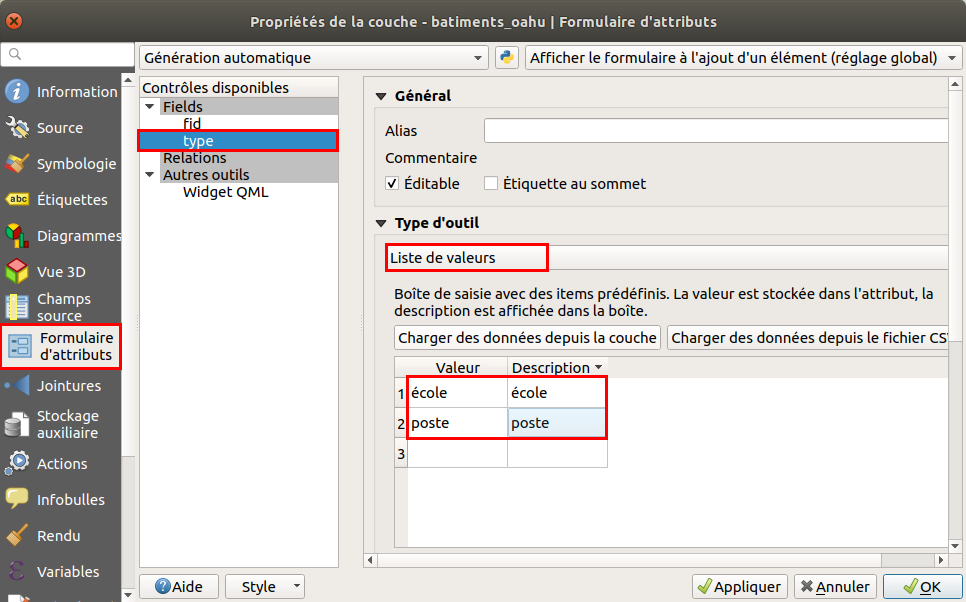 Propriétés de la couche - batiments_oahu | Formulaire d'attributs
Génération automatique
Afficher le formulaire à l'ajout d'un élément (réglage global)
Information
Source
Symbologie
abc Étiquettes
Diagrammes
Vue 3D
Champs
source
Formulaire
d'attributs
Jointures
Stockage
auxiliaire
Actions
Infobulles
Rendu
Variables
Contrôles disponibles
Fields
fid
type
Relations
Autres outils
Widget QML
Général
Alias
Commentaire
Éditable
Étiquette au sommet
Type d'outil
Liste de valeurs
Boîte de saisie avec des items prédéfinis. La valeur est stockée dans l'attribut, la
description est affichée dans la boîte.
Charger des données depuis la couche
Charger des données depuis le fichier CS
Valeur Description
1 école école
2 poste poste
3
Aide
Style
Appliquer
Annuler
OK